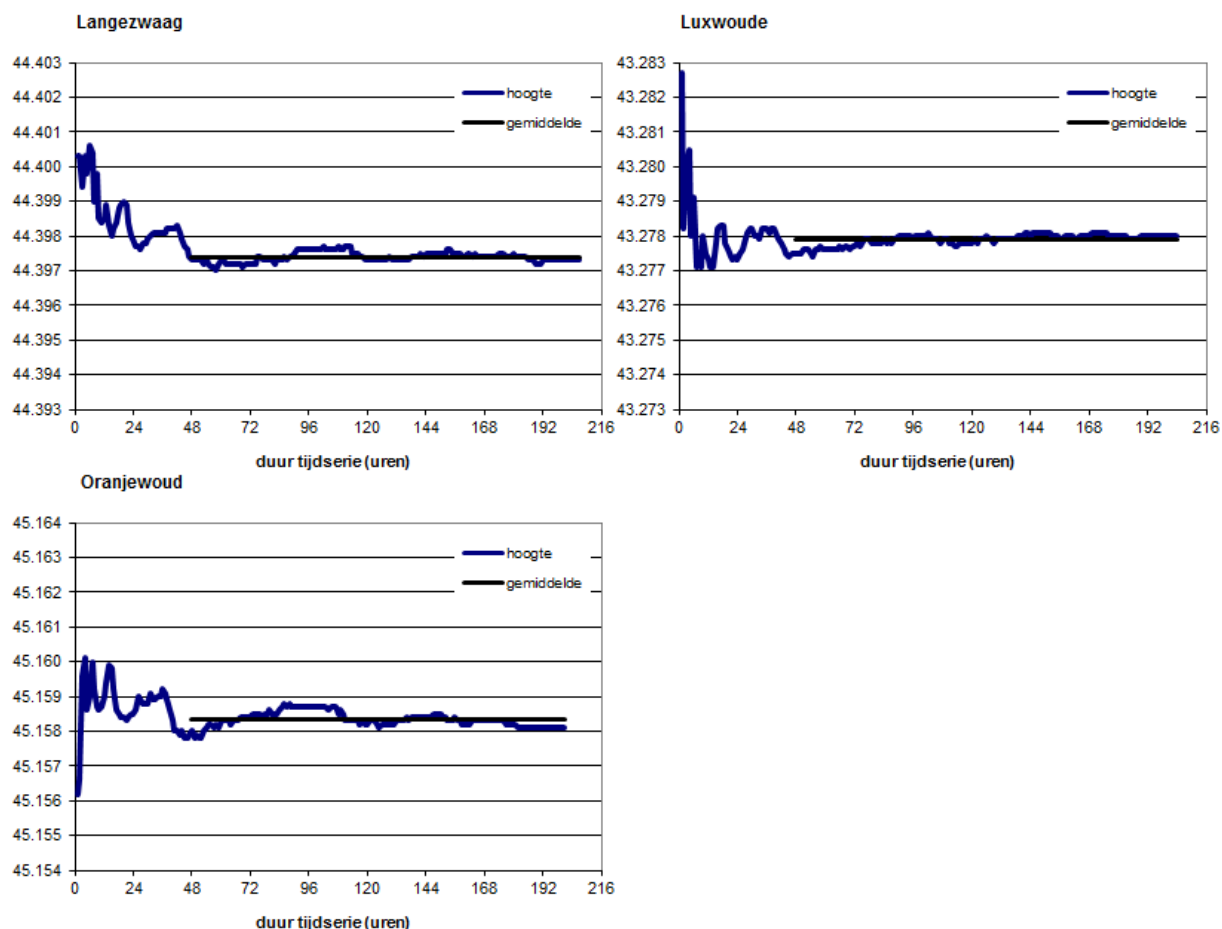 Langezwaag
44.403
44.402
44.401
44.400
44.399
44.398
44.397
44.396
44.395
44.394
44.393
hoogte
gemiddelde
0 24 48 72 96 120 144 168 192 216
duur tijdserie (uren)
Luxwoude
43.283
43.282
43.281
43.280
43.279
43.278
43.277
43.276
43.275
43.274
43.273
hoogte
gemiddelde
0 24 48 72 96 120 144 168 192 216
duur tijdserie (uren)
Oranjewoud
45.164
45.163
45.162
45.161
45.160
45.159
45.158
45.157
45.156
45.155
45.154
hoogte
gemiddelde
0 24 48 72 96 120 144 168 192 216
duur tijdserie (uren)